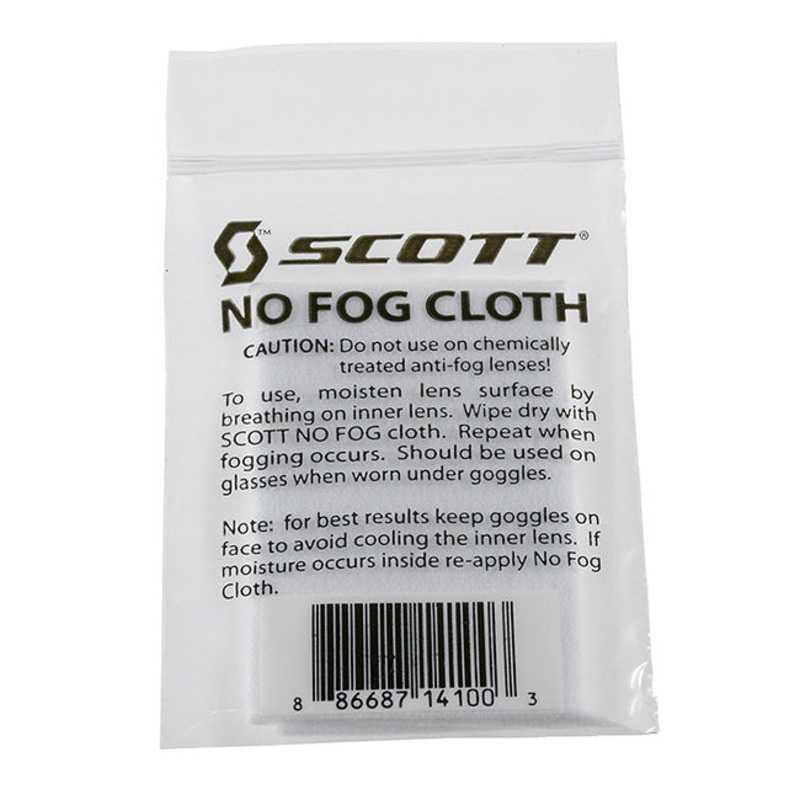 SCOTT®
NO FOG CLOTH
CAUTION: Do not use on chemically
treated anti-fog lenses!
To use, moisten lens surface by
breathing on inner lens. Wipe dry with
SCOTT NO FOG cloth. Repeat when
fogging occurs. Should be used on
glasses when worn under goggles.
Note: for best results keep goggles on
face to avoid cooling the inner lens. If
moisture occurs inside re-apply No Fog
Cloth.
8 86687 14100 3